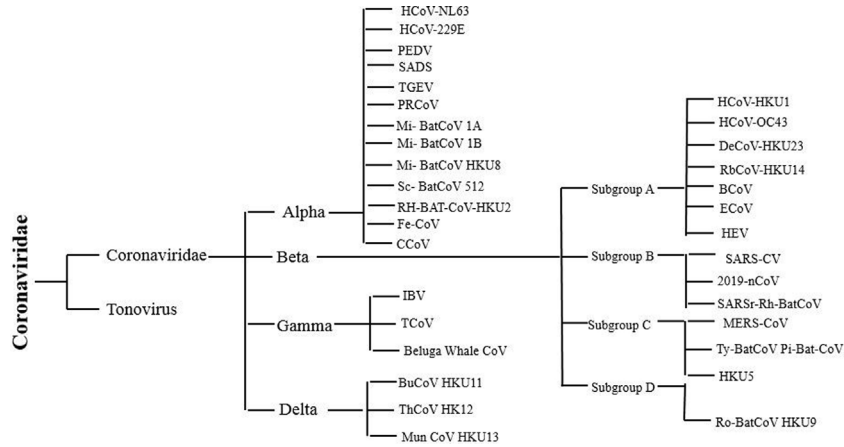 Coronaviridae
Coronaviridae
Tonovirus
Alpha
Beta
Gamma
Delta
HCoV-NL63
HCoV-229E
PEDV
SADS
TGEV
PRCoV
Mi- BatCoV 1A
Mi- BatCoV 1B
Mi- BatCoV HKU8
Sc- BatCoV 512
RH-BAT-CoV-HKU2
Fe-CoV
CCoV
IBV
TCoV
Beluga Whale CoV
BuCoV HKU11
ThCoV HK12
Mun CoV HKU13
Subgroup A
Subgroup B
Subgroup C
Subgroup D
HCoV-HKU1
HCoV-OC43
DeCoV-HKU23
RbCoV-HKU14
BCoV
ECoV
HEV
SARS-CV
2019-nCoV
SARSr-Rh-BatCoV
MERS-CoV
Ty-BatCoV Pi-Bat-CoV
HKU5
Ro-BatCoV HKU9